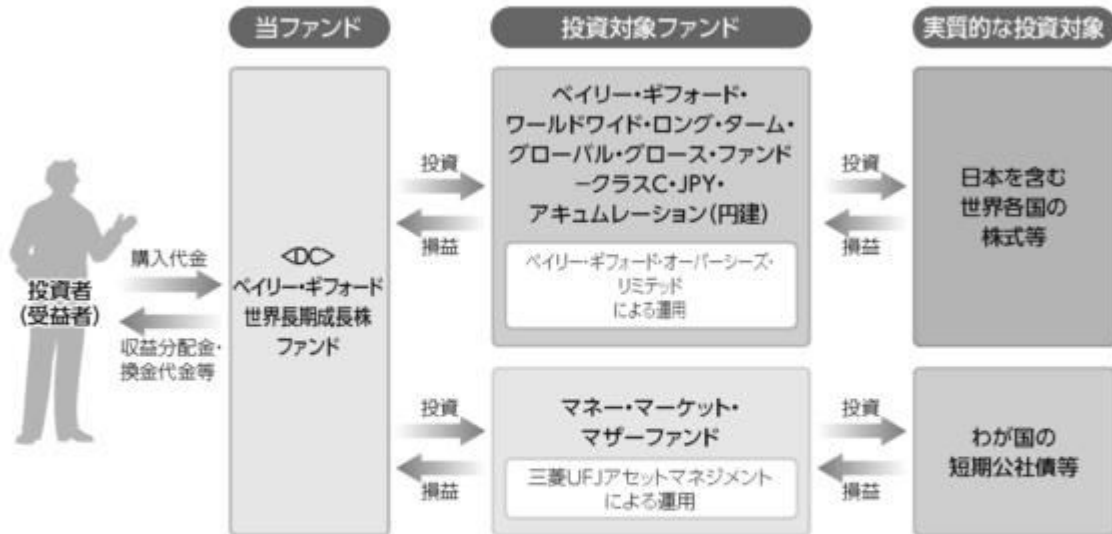 当ファンド
投資対象ファンド
実質的な投資対象
投資者
(受益者)
購入代金
収益分配金・
換金代金等
<DC>
ベイリー・ギフォード
世界長期成長株
ファンド
投資
損益
ベイリー・ギフォード・
ワールドワイド・ロング・ターム・
グローバル・グロース・ファンド
－クラスC・JPY・
アキュムレーション(円建)
ベイリー・ギフォード・オーバーシーズ・
リミテッド
による運用
投資
損益
日本を含む
世界各国の
株式等
投資
損益
マネー・マーケット・
マザーファンド
三菱UFJアセットマネジメント
による運用
投資
損益
わが国の
短期公社債等